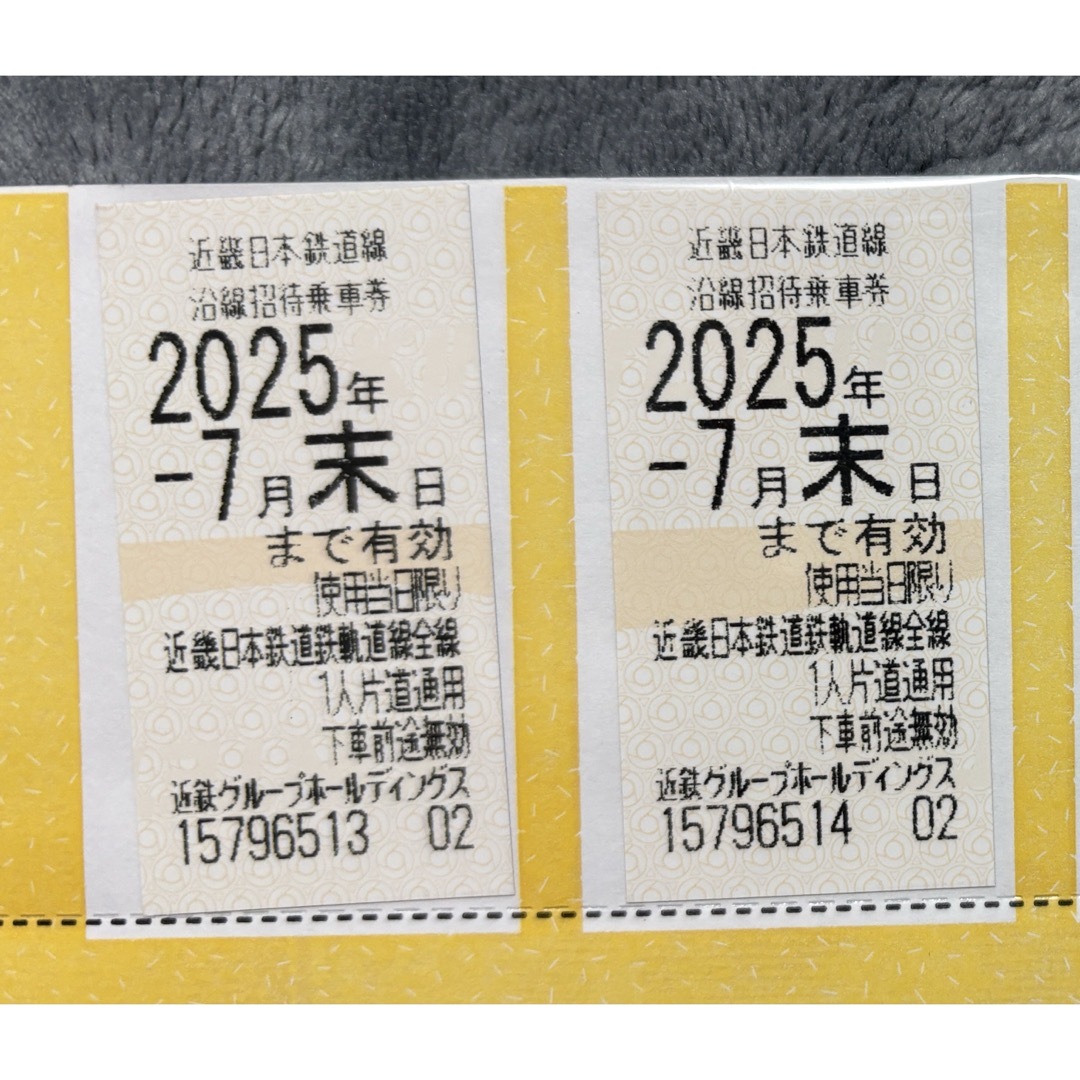 近畿日本鉄道線
沿線招待乗車券
2025年
-7月末日
まで有効
使用当日限り
近畿日本鉄道鉄軌道線全線
1人片道通用
下車前途無効
近鉄グループホールディングス
15796513 02
近畿日本鉄道線
沿線招待乗車券
2025年
-7月末日
まで有効
使用当日限り
近畿日本鉄道鉄軌道線全線
1人片道通用
下車前途無効
近鉄グループホールディングス
15796514 02